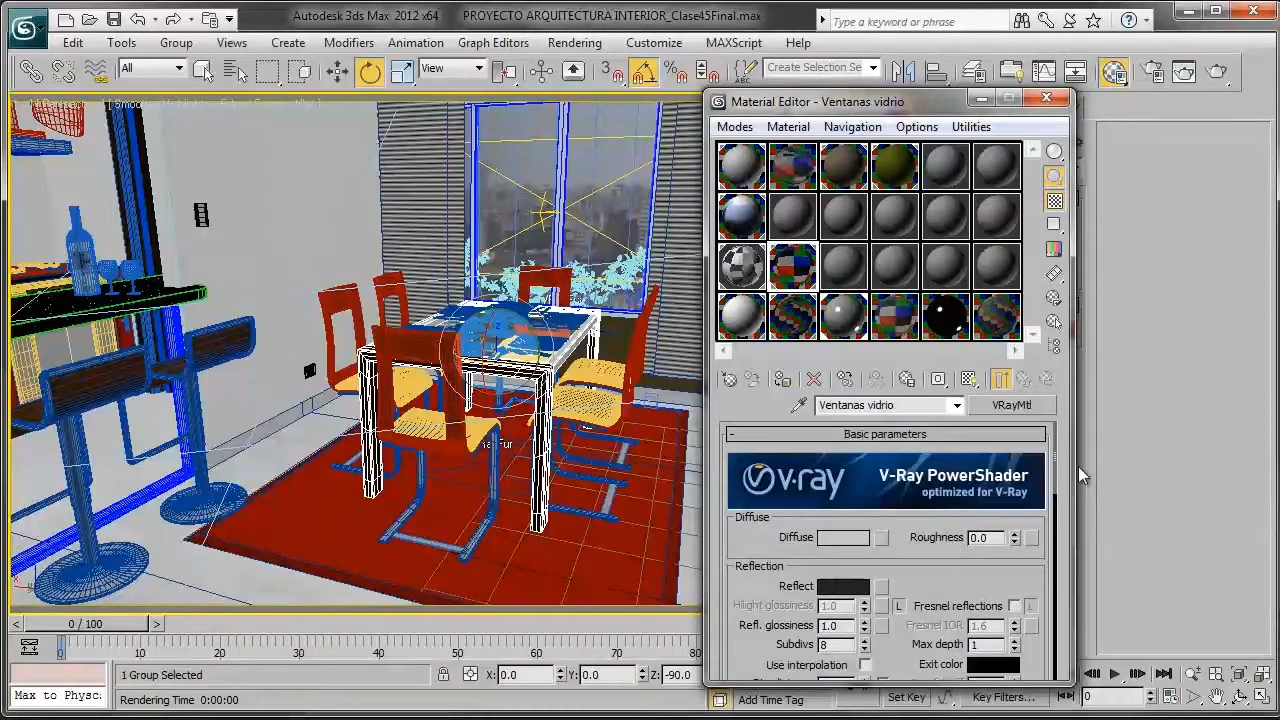 Autodesk 3ds Max 2012 x64
PROYECTO ARQUITECTURA INTERIOR_Clase45Final.max
Type a keyword or phrase
Edit Tools Group Views Create Modifiers Animation Graph Editors Rendering Customize MAXScript Help
All
View
3
Create Selection Se
Material Editor - Ventanas vidrio
Modes Material Navigation Options Utilities
Ventanas vidrio
VRayMtl
Basic parameters
v·ray
V-Ray PowerShader
optimized for V-Ray
Diffuse
Diffuse
Roughness 0.0
Reflection
Reflect
Hilight glossiness 1.0 L Fresnel reflections L
Refl. glossiness 1.0 Fresnel IOR 1.6
Subdivs 8 Max depth 1
Use interpolation Exit color
< 0 / 100 >
0 10 20 30 40 50 60 70 80
1 Group Selected
X: 0.0 Y: 0.0 Z: -90.0
Max to Physc:
Rendering Time 0:00:00
Add Time Tag
Set Key
Key Filters...
0